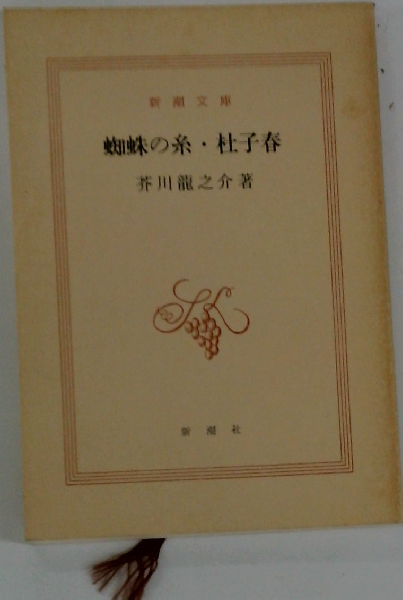 新潮文庫
蜘蛛の糸・杜子春
芥川龍之介著
新潮社